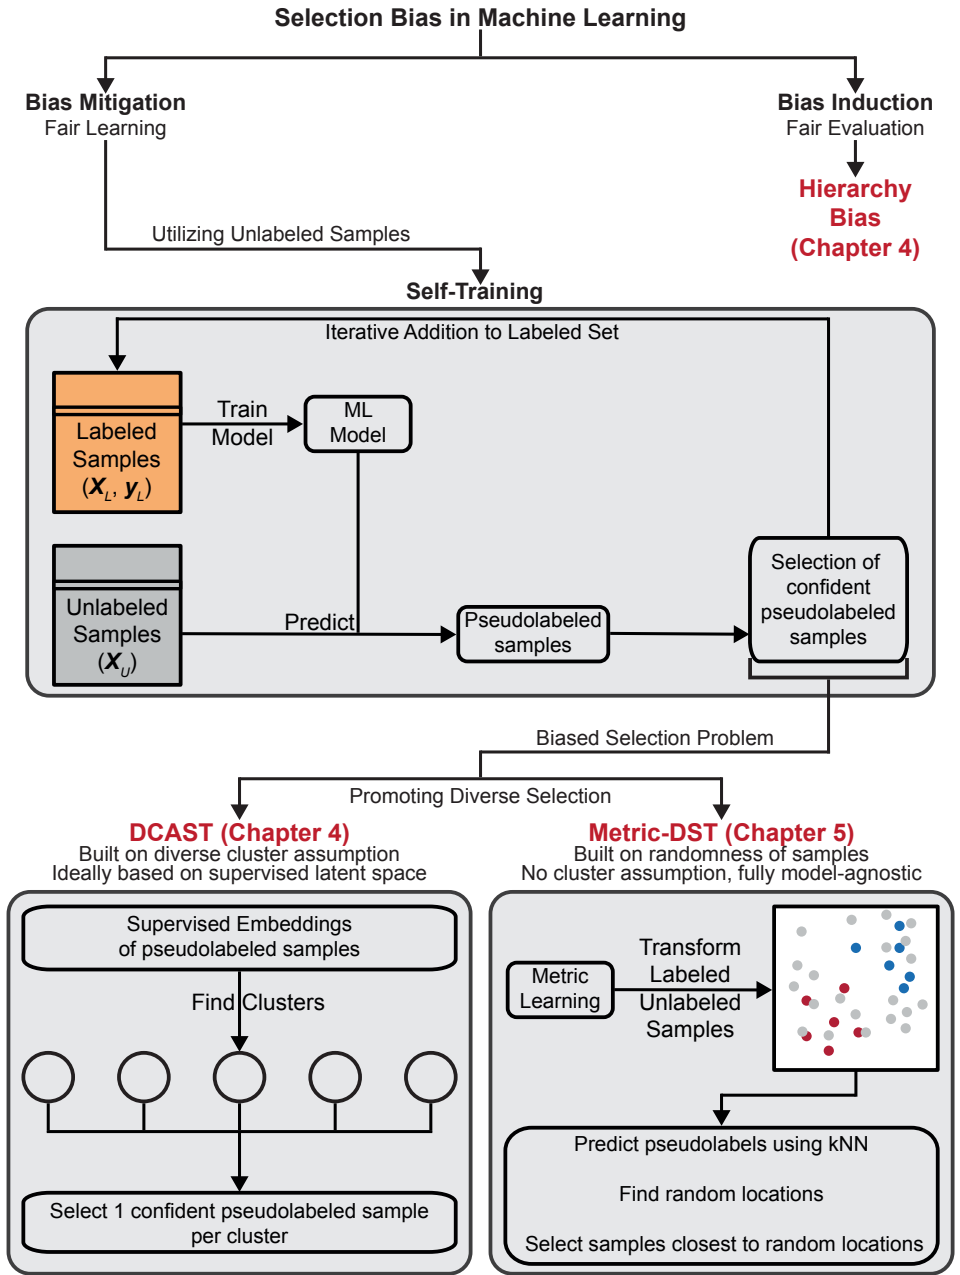 Selection Bias in Machine Learning
Bias Mitigation
Fair Learning
Bias Induction
Fair Evaluation
Hierarchy
Bias
(Chapter 4)
Utilizing Unlabeled Samples
Self-Training
Iterative Addition to Labeled Set
Labeled
Samples
(X_L, y_L)
Train
Model
ML
Model
Unlabeled
Samples
(X_U)
Predict
Pseudolabeled
samples
Selection of
confident
pseudolabeled
samples
Biased Selection Problem
Promoting Diverse Selection
DCAST (Chapter 4)
Built on diverse cluster assumption
Ideally based on supervised latent space
Supervised Embeddings
of pseudolabeled samples
Find Clusters
Select 1 confident pseudolabeled sample
per cluster
Metric-DST (Chapter 5)
Built on randomness of samples
No cluster assumption, fully model-agnostic
Metric
Learning
Transform
Labeled
Unlabeled
Samples
Predict pseudolabels using kNN
Find random locations
Select samples closest to random locations